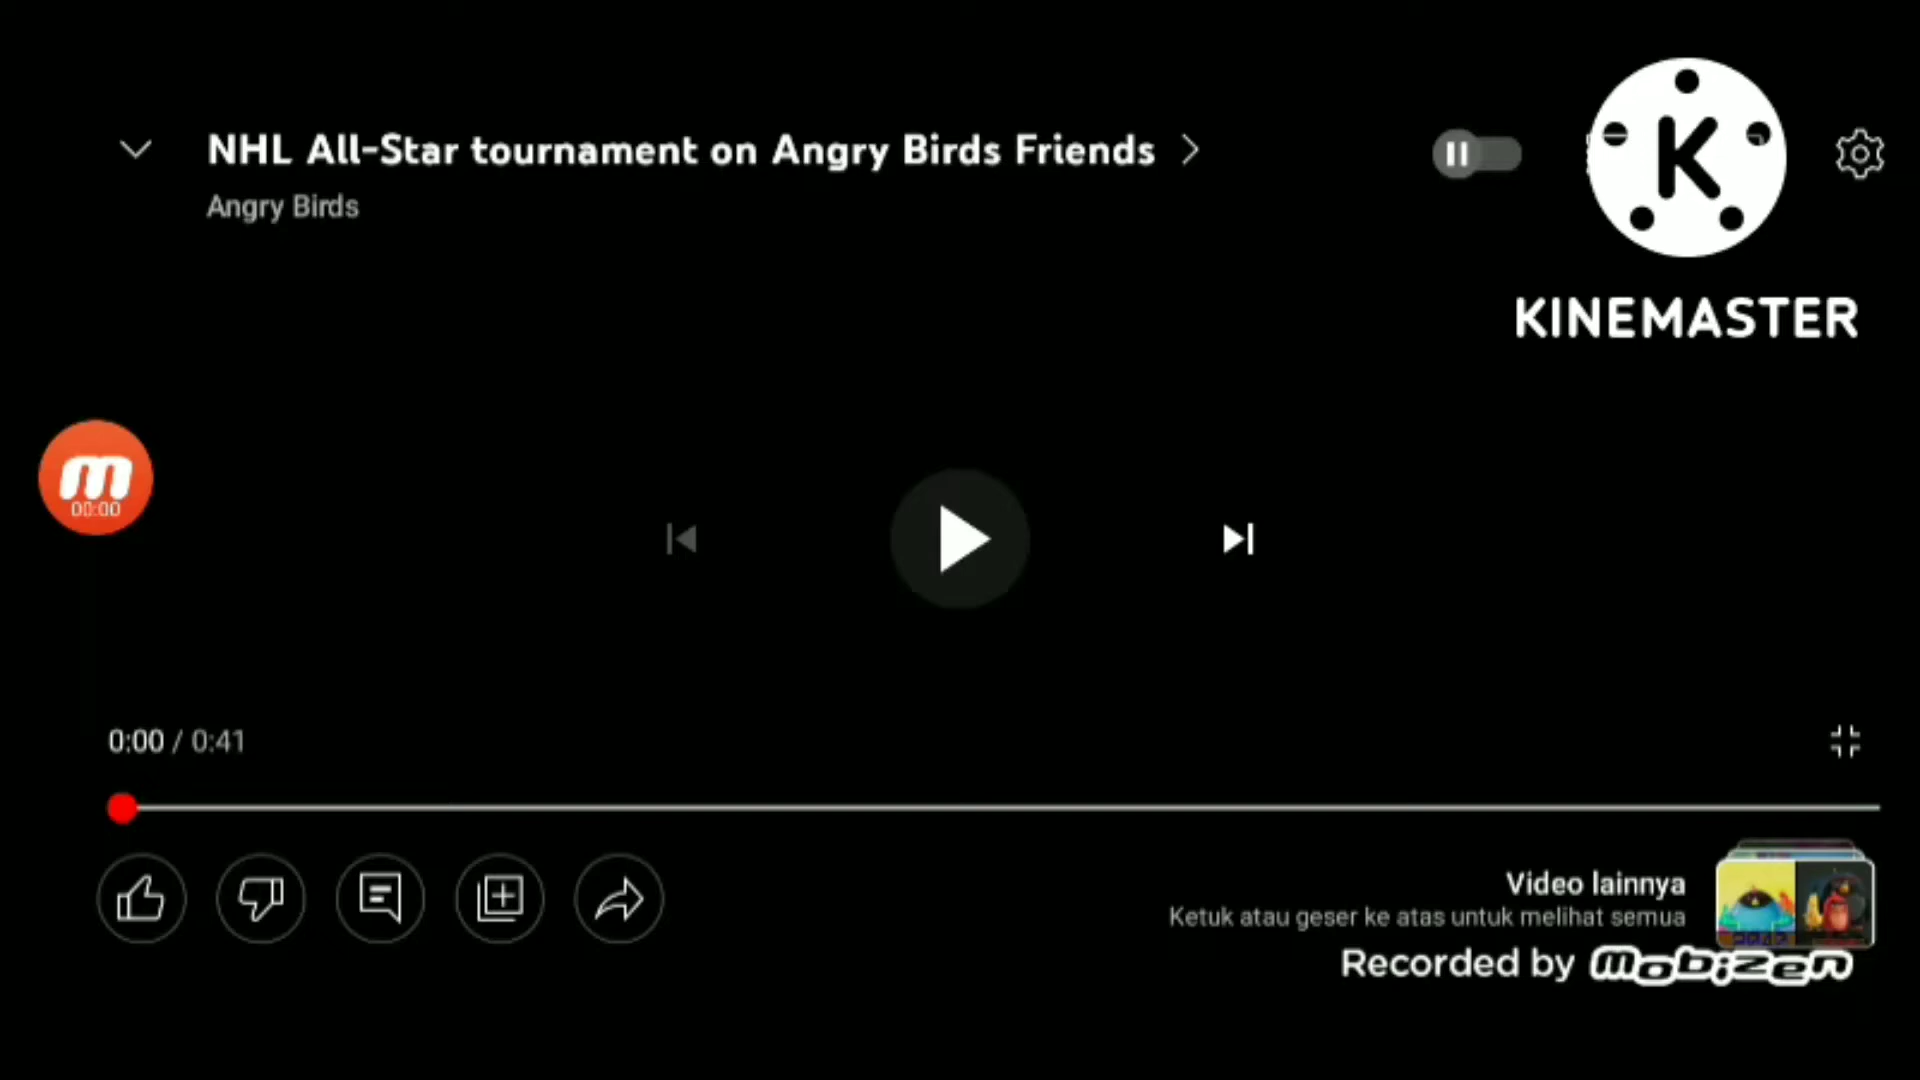 NHL All-Star tournament on Angry Birds Friends
Angry Birds
K
KINEMASTER
m
00:00
0:00 / 0:41
Video lainnya
Ketuk atau geser ke atas untuk melihat semua
Recorded by mobizen